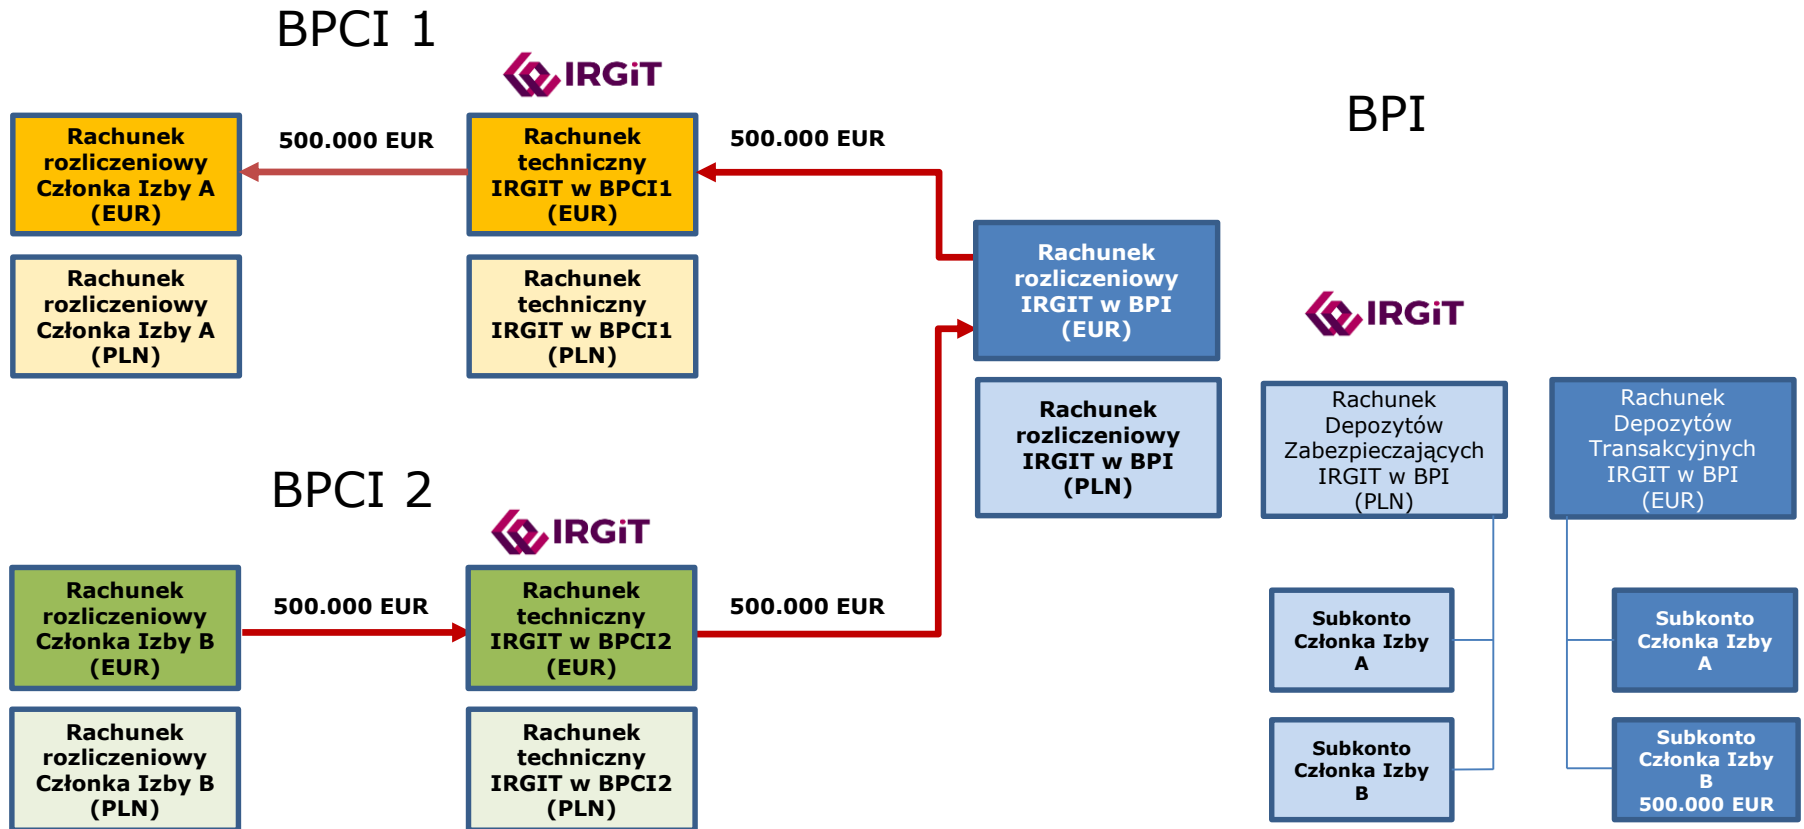 BPCI 1
IRGiT
Rachunek
rozliczeniowy
Członka Izby A
(EUR)
500.000 EUR
Rachunek
techniczny
IRGIT w BPCI1
(EUR)
500.000 EUR
BPI
Rachunek
rozliczeniowy
Członka Izby A
(PLN)
Rachunek
techniczny
IRGIT w BPCI1
(PLN)
Rachunek
rozliczeniowy
IRGIT w BPI
(EUR)
IRGiT
Rachunek
rozliczeniowy
IRGIT w BPI
(PLN)
Rachunek
Depozytów
Zabezpieczających
IRGIT w BPI
(PLN)
Rachunek
Depozytów
Transakcyjnych
IRGIT w BPI
(EUR)
BPCI 2
IRGiT
Rachunek
rozliczeniowy
Członka Izby B
(EUR)
500.000 EUR
Rachunek
techniczny
IRGIT w BPCI2
(EUR)
500.000 EUR
Subkonto
Członka Izby
A
Subkonto
Członka Izby
A
Rachunek
rozliczeniowy
Członka Izby B
(PLN)
Rachunek
techniczny
IRGIT w BPCI2
(PLN)
Subkonto
Członka Izby
B
Subkonto
Członka Izby
B
500.000 EUR